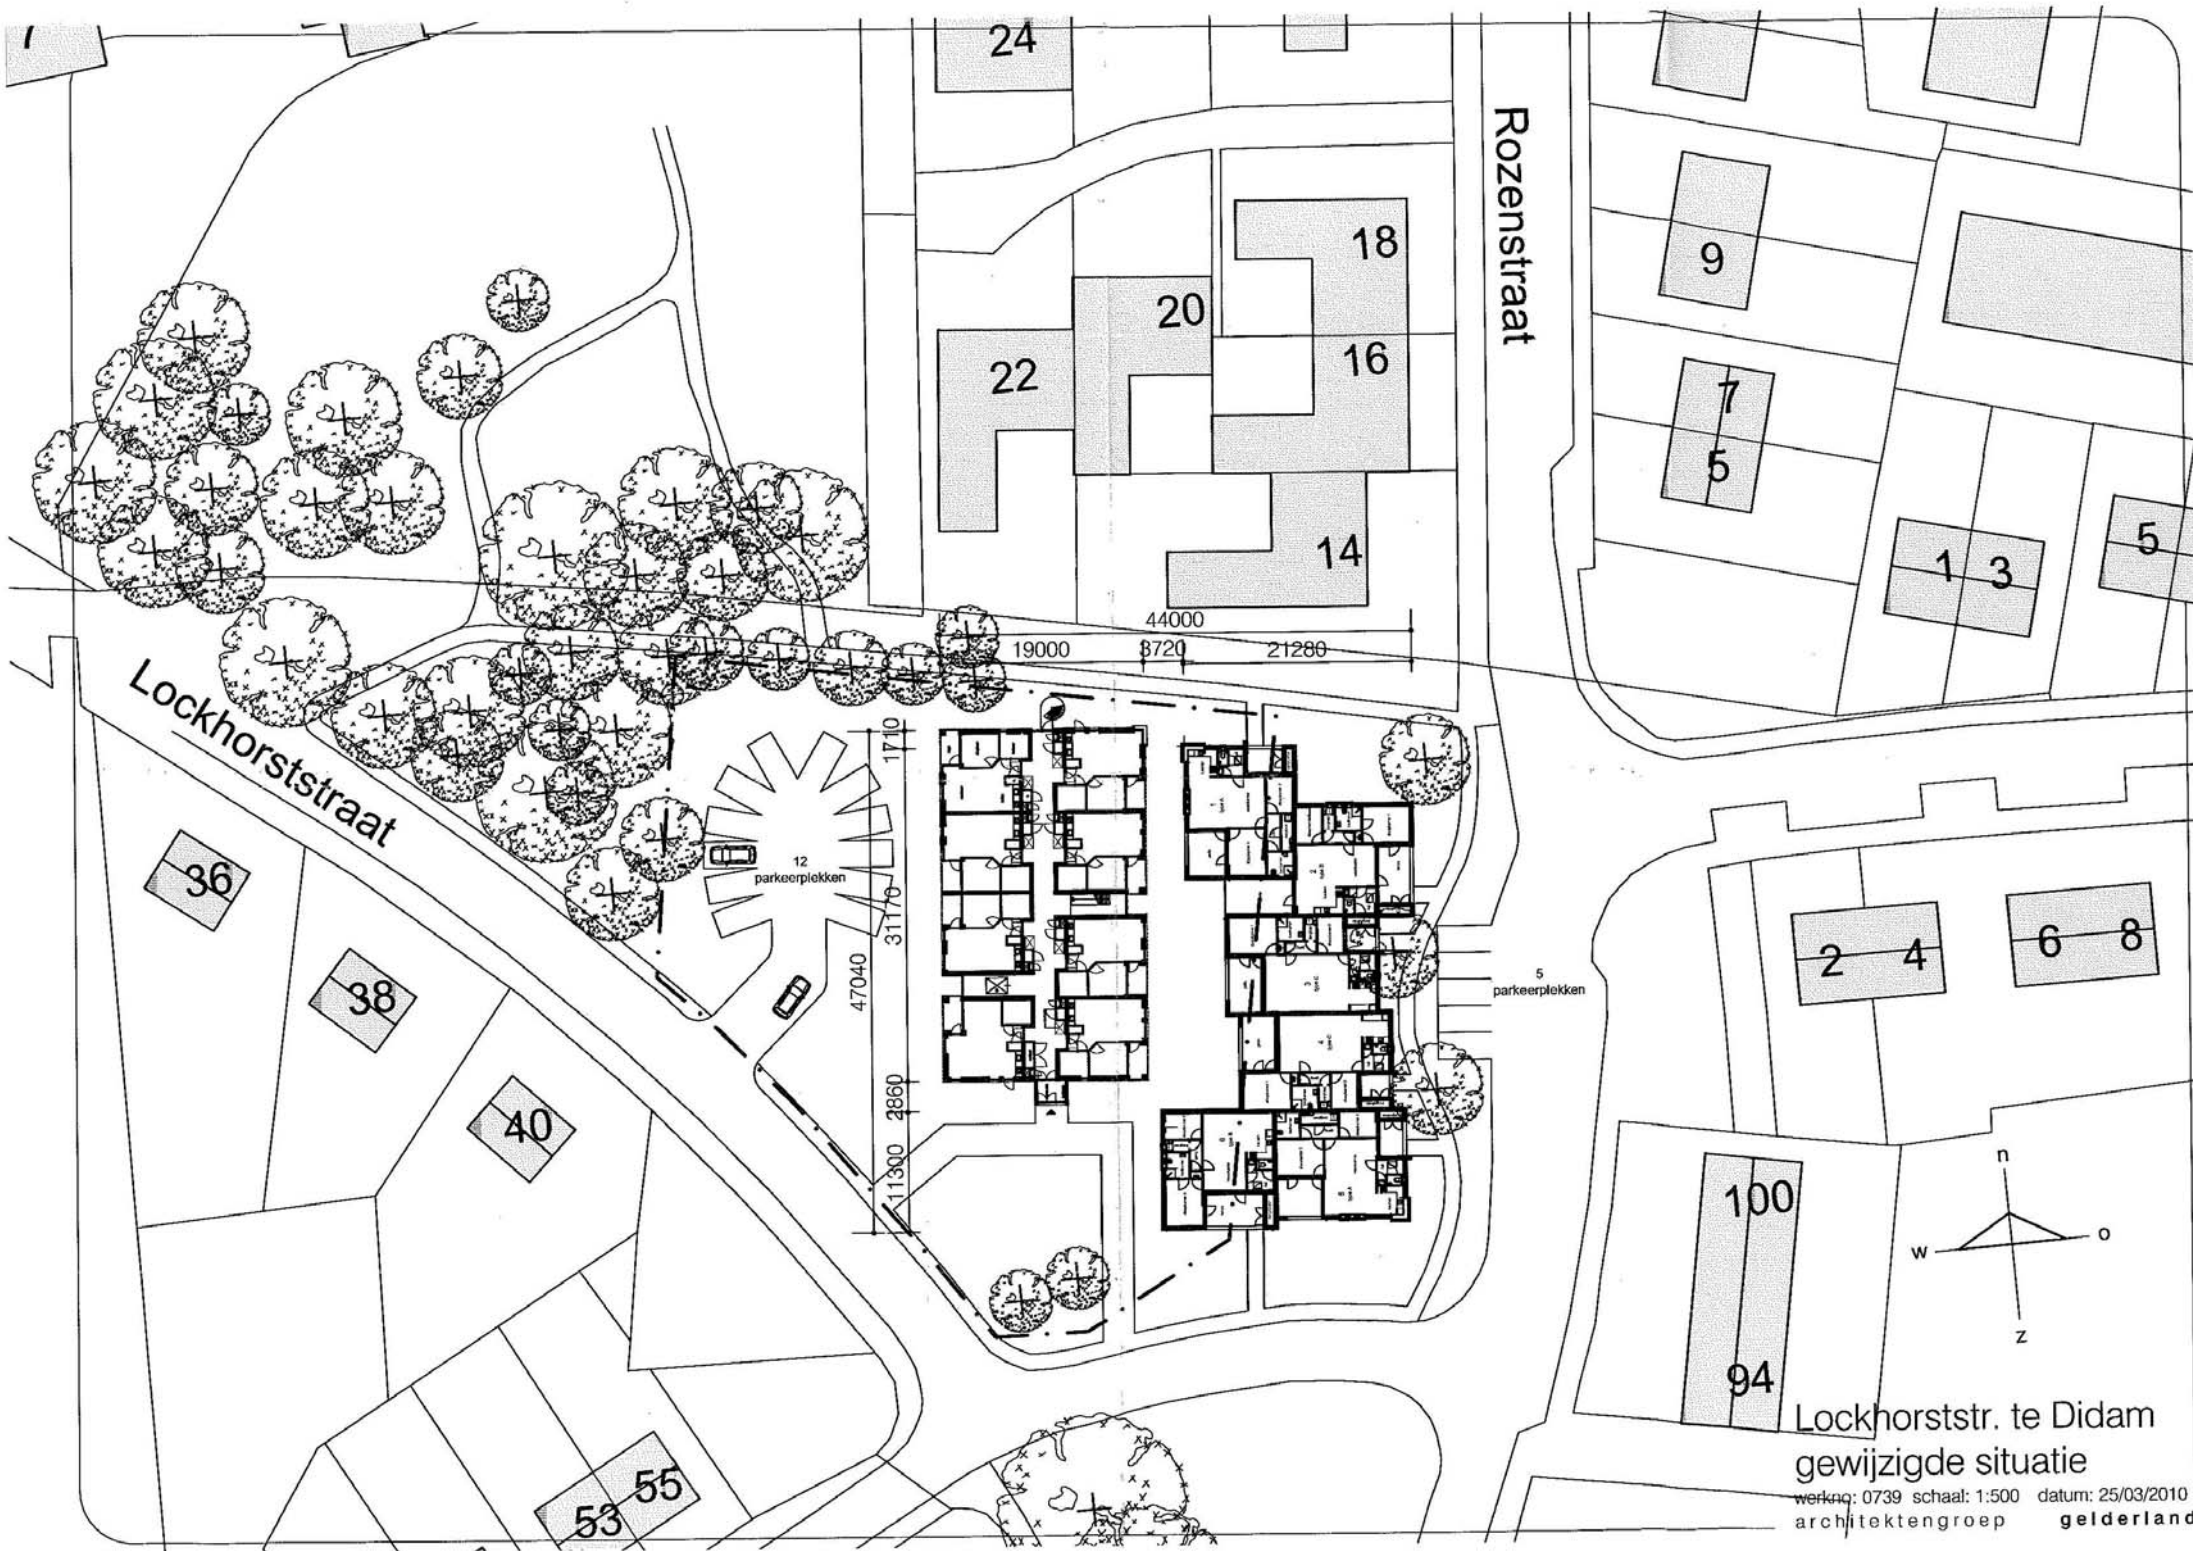 7
24
Rozenstraat
18
9
20
16
22
7
5
14
1
3
5
44000
19000
3720
21280
Lockhorststraat
1710
12
parkeerplekken
31170
47040
36
38
2
4
6
8
5
parkeerplekken
2860
40
11300
n
w
o
z
100
94
55
53
Lockhorststr. te Didam
gewijzigde situatie
werkno: 0739 schaal: 1:500 datum: 25/03/2010
architektengroep gelderland